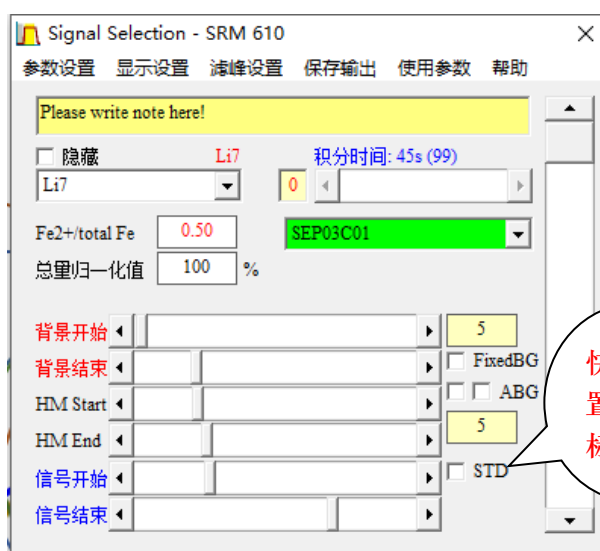 Signal Selection - SRM 610
参数设置 显示设置 滤峰设置 保存输出 使用参数 帮助
Please write note here!
隐藏 Li7 积分时间: 45s (99)
Li7 0
Fe2+/total Fe 0.50 SEP03C01
总量归一化值 100 %
背景开始 5
背景结束 FixedBG
HM Start ABG
HM End 5
信号开始 STD
信号结束
置